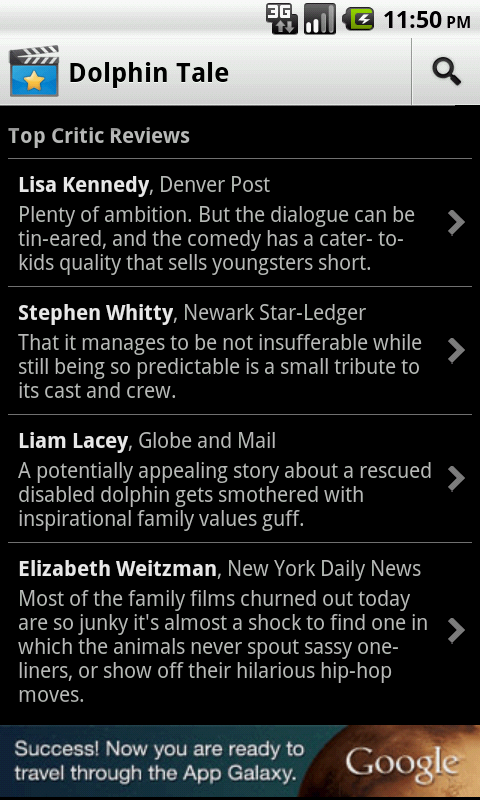 3G 11:50 PM
Dolphin Tale
Top Critic Reviews
Lisa Kennedy, Denver Post
Plenty of ambition. But the dialogue can be
tin-eared, and the comedy has a cater- to-
kids quality that sells youngsters short.
Stephen Whitty, Newark Star-Ledger
That it manages to be not insufferable while
still being so predictable is a small tribute to
its cast and crew.
Liam Lacey, Globe and Mail
A potentially appealing story about a rescued
disabled dolphin gets smothered with
inspirational family values guff.
Elizabeth Weitzman, New York Daily News
Most of the family films churned out today
are so junky it's almost a shock to find one in
which the animals never spout sassy one-
liners, or show off their hilarious hip-hop
moves.
Success! Now you are ready to
travel through the App Galaxy.
Google